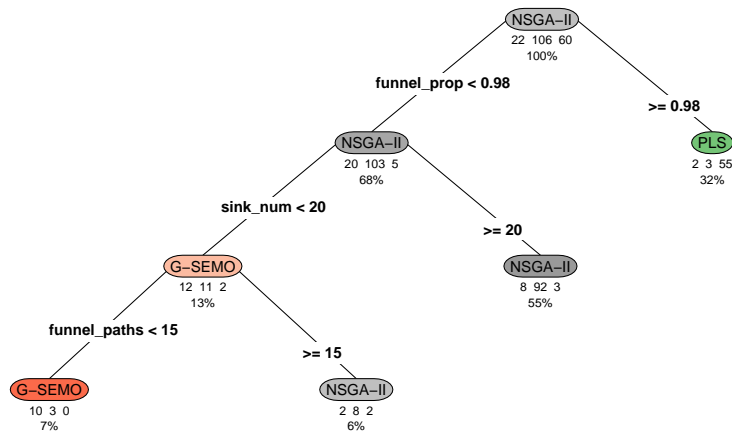 NSGA−II
22 106 60
100%
funnel_prop < 0.98
>= 0.98
NSGA−II
20 103 5
68%
PLS
2 3 55
32%
sink_num < 20
>= 20
G−SEMO
12 11 2
13%
NSGA−II
8 92 3
55%
funnel_paths < 15
>= 15
G−SEMO
10 3 0
7%
NSGA−II
2 8 2
6%